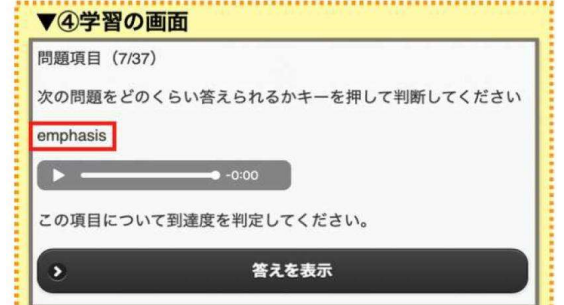 ▼④学習の画面
問題項目（7/37）
次の問題をどのくらい答えられるかキーを押して判断してください
emphasis
-0:00
この項目について到達度を判定してください。
答えを表示